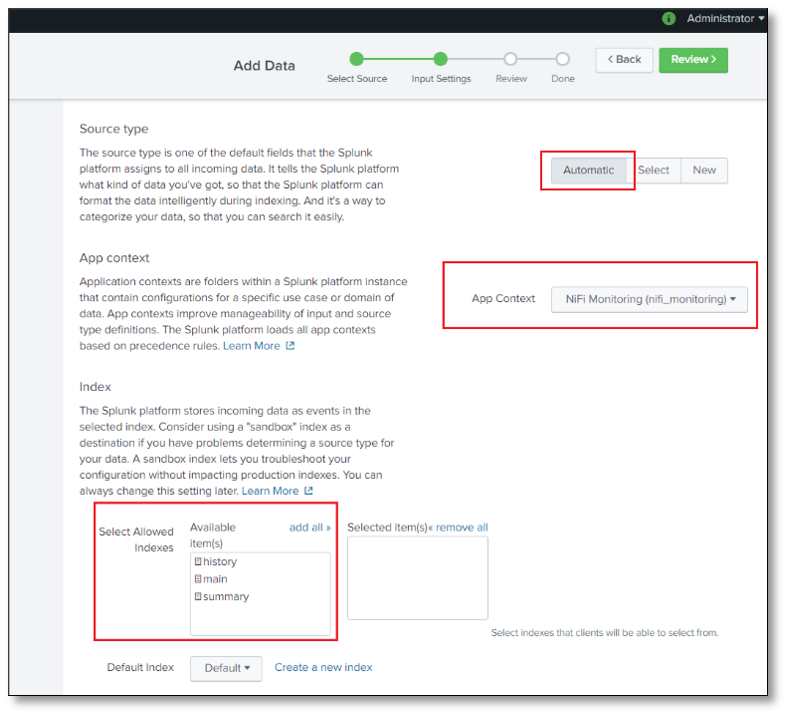 i Administrator
Add Data
Select Source Input Settings Review Done
< Back Review >
Source type
The source type is one of the default fields that the Splunk
platform assigns to all incoming data. It tells the Splunk platform
what kind of data you've got, so that the Splunk platform can
format the data intelligently during indexing. And it's a way to
categorize your data, so that you can search it easily.
Automatic Select New
App context
Application contexts are folders within a Splunk platform instance
that contain configurations for a specific use case or domain of
data. App contexts improve manageability of input and source
type definitions. The Splunk platform loads all app contexts
based on precedence rules. Learn More
App Context NiFi Monitoring (nifi_monitoring)
Index
The Splunk platform stores incoming data as events in the
selected index. Consider using a "sandbox" index as a
destination if you have problems determining a source type for
your data. A sandbox index lets you troubleshoot your
configuration without impacting production indexes. You can
always change this setting later. Learn More
Select Allowed
Indexes
Available
item(s)
add all »
history
main
summary
Selected item(s) « remove all
Select indexes that clients will be able to select from.
Default Index Default Create a new index